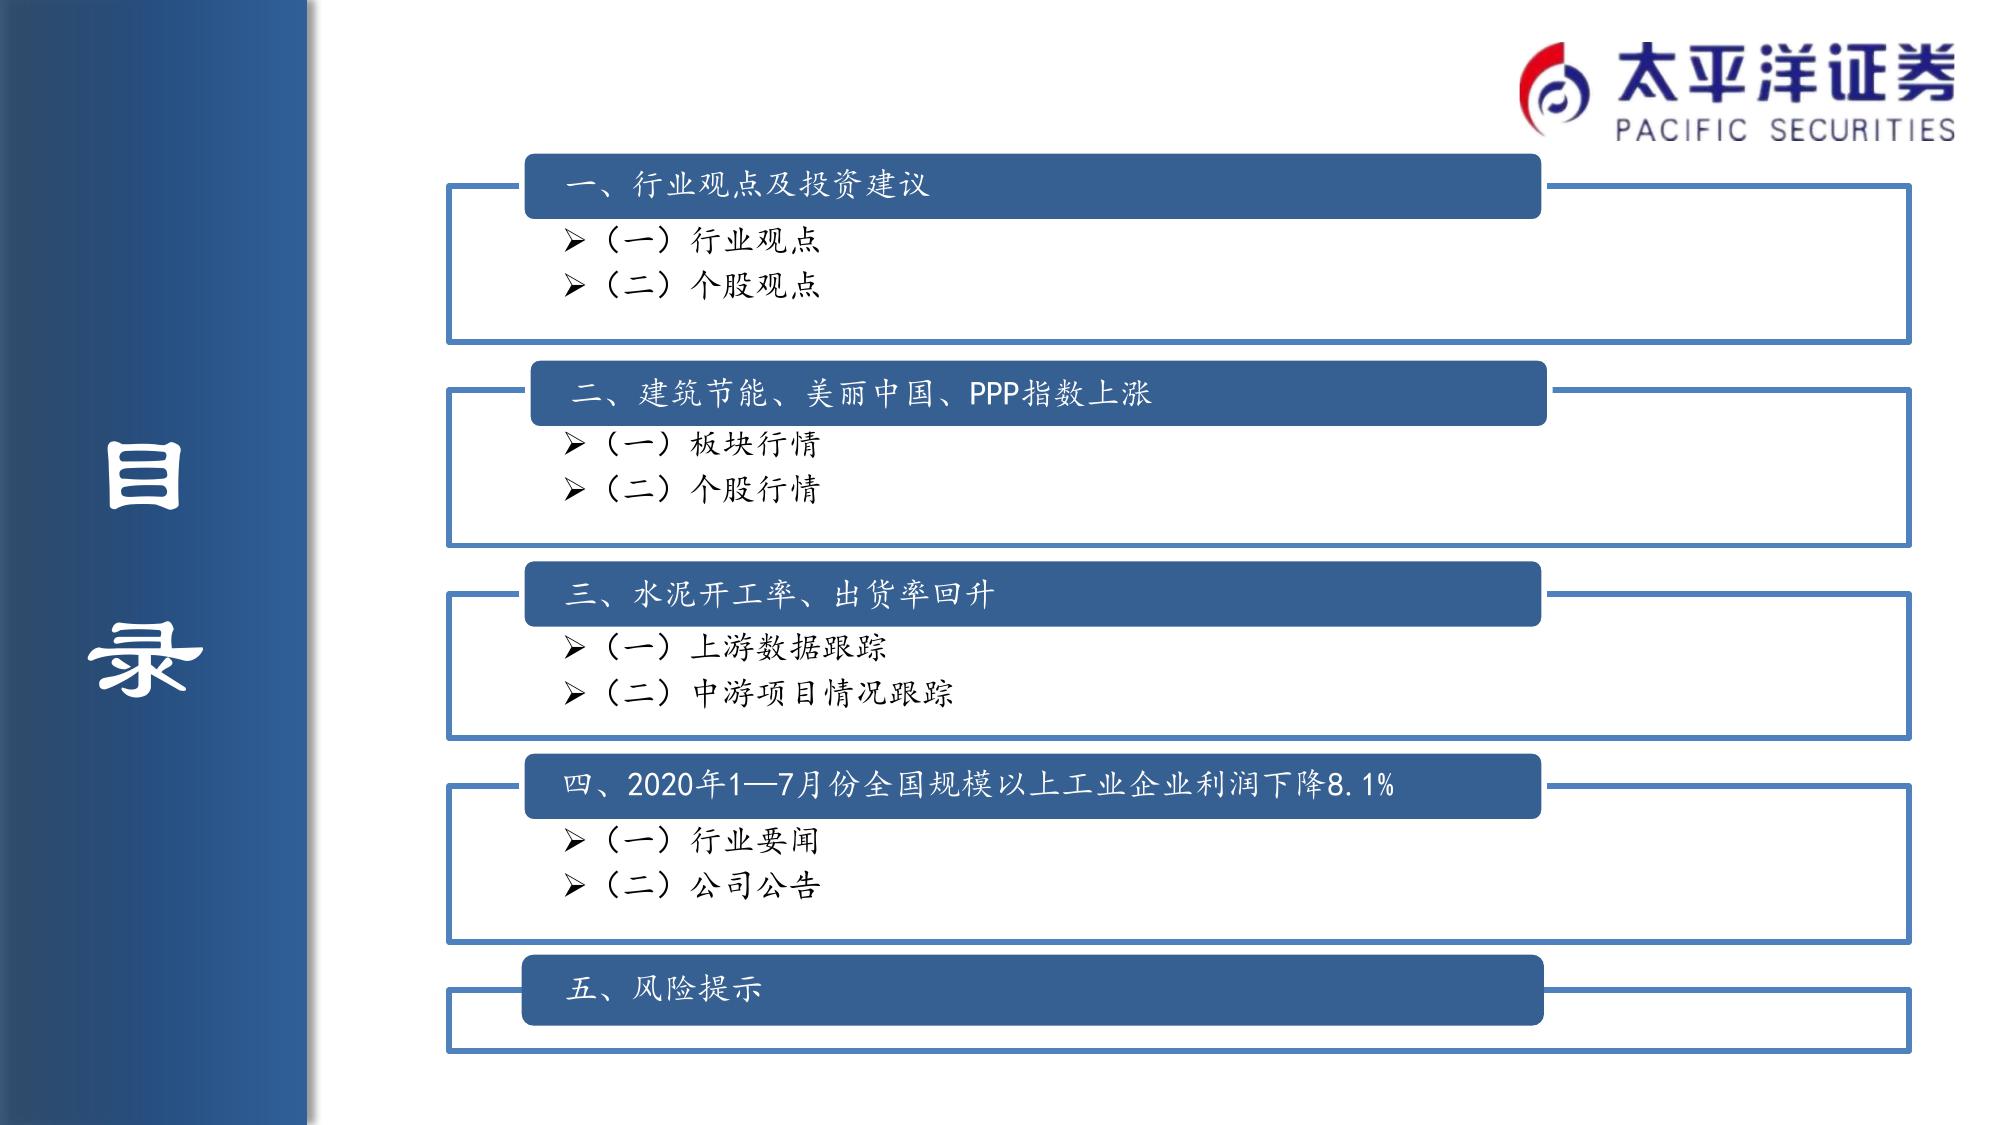 太平洋证券
PACIFIC SECURITIES
目
录
一、行业观点及投资建议
（一）行业观点
（二）个股观点
二、建筑节能、美丽中国、PPP指数上涨
（一）板块行情
（二）个股行情
三、水泥开工率、出货率回升
（一）上游数据跟踪
（二）中游项目情况跟踪
四、2020年1—7月份全国规模以上工业企业利润下降8.1%
（一）行业要闻
（二）公司公告
五、风险提示